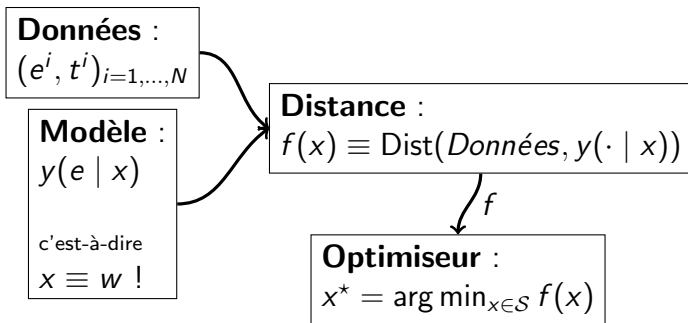 Données :
(e^i, t^i)_{i=1,...,N}
Modèle :
y(e | x)
c'est-à-dire
x ≡ w !
Distance :
f(x) ≡ Dist(Données, y(· | x))
f
Optimiseur :
x^⋆ = arg min_{x∈𝒮} f(x)